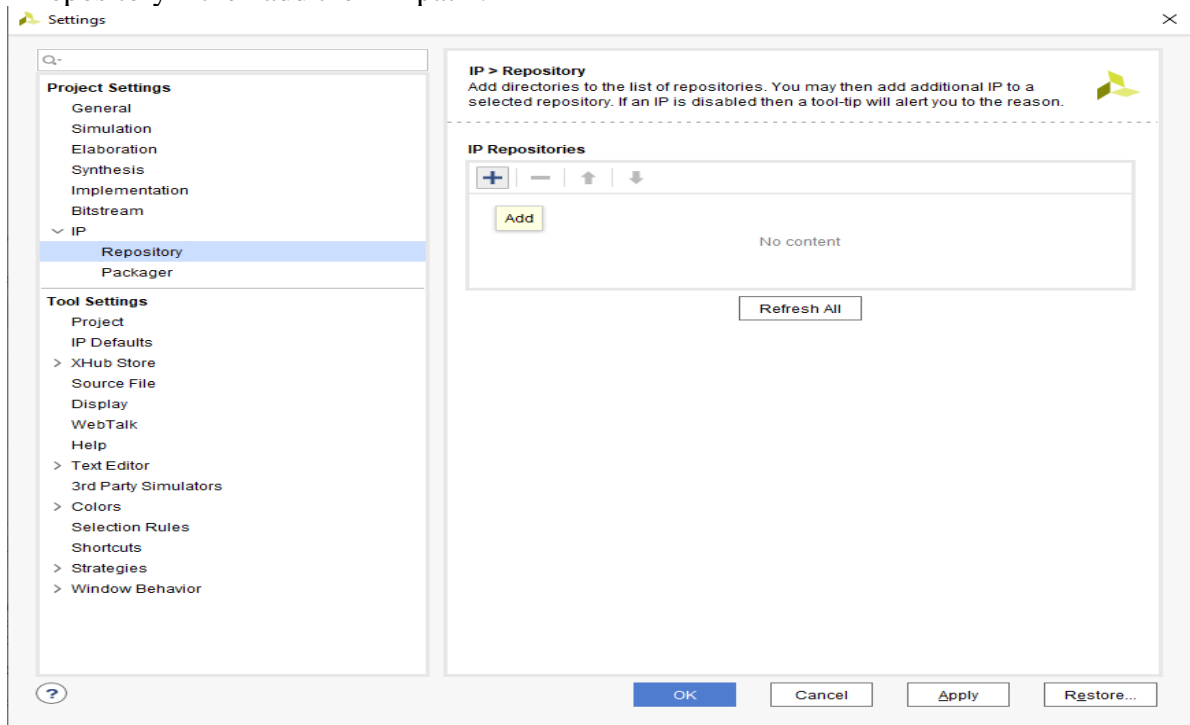 Settings
Q-
Project Settings
General
Simulation
Elaboration
Synthesis
Implementation
Bitstream
IP
Repository
Packager
Tool Settings
Project
IP Defaults
XHub Store
Source File
Display
WebTalk
Help
Text Editor
3rd Party Simulators
Colors
Selection Rules
Shortcuts
Strategies
Window Behavior
IP > Repository
Add directories to the list of repositories. You may then add additional IP to a
selected repository. If an IP is disabled then a tool-tip will alert you to the reason.
IP Repositories
Add
No content
Refresh All
?
OK
Cancel
Apply
Restore...